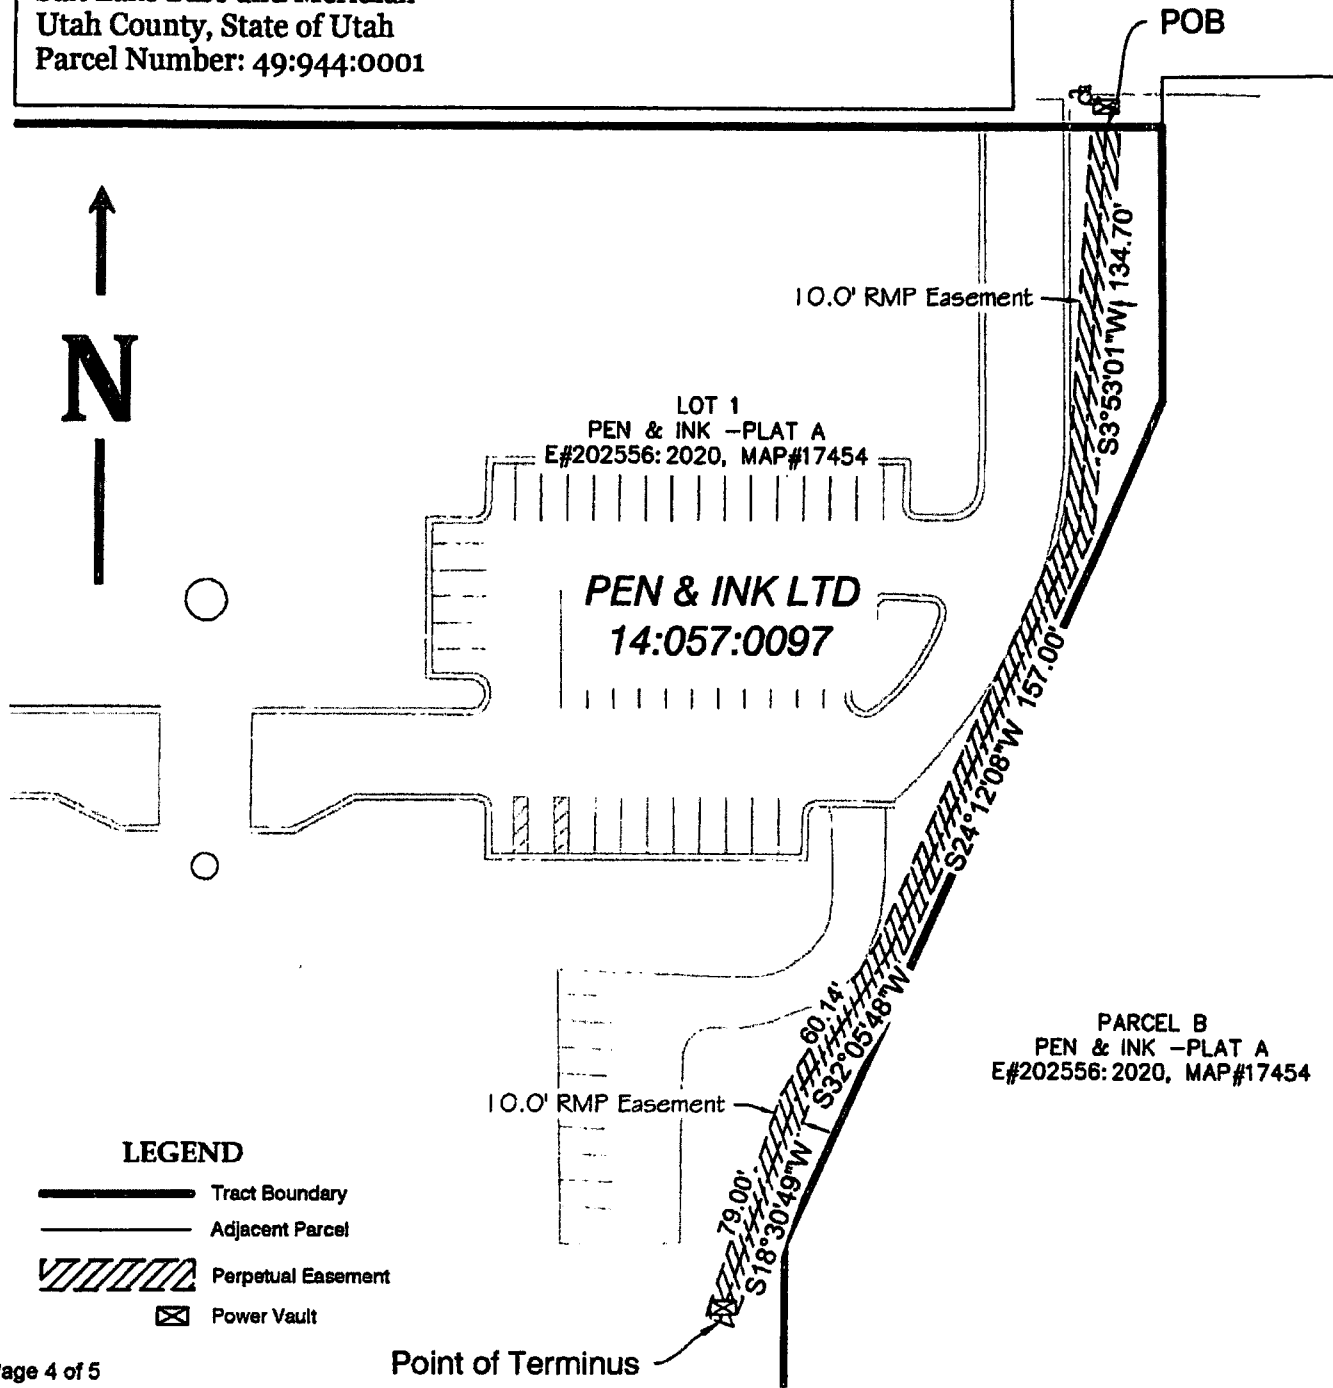 Utah County, State of Utah
Parcel Number: 49:944:0001
POB
N
10.0' RMP Easement
S3°53'01"W 134.70'
LOT 1
PEN & INK -PLAT A
E#202556:2020, MAP#17454
PEN & INK LTD
14:057:0097
S24°12'08"W 157.00'
60.14'
S32°05'48"W
PARCEL B
PEN & INK -PLAT A
E#202556:2020, MAP#17454
10.0' RMP Easement
79.00'
S18°30'49"W
LEGEND
Tract Boundary
Adjacent Parcel
Perpetual Easement
Power Vault
Point of Terminus
age 4 of 5